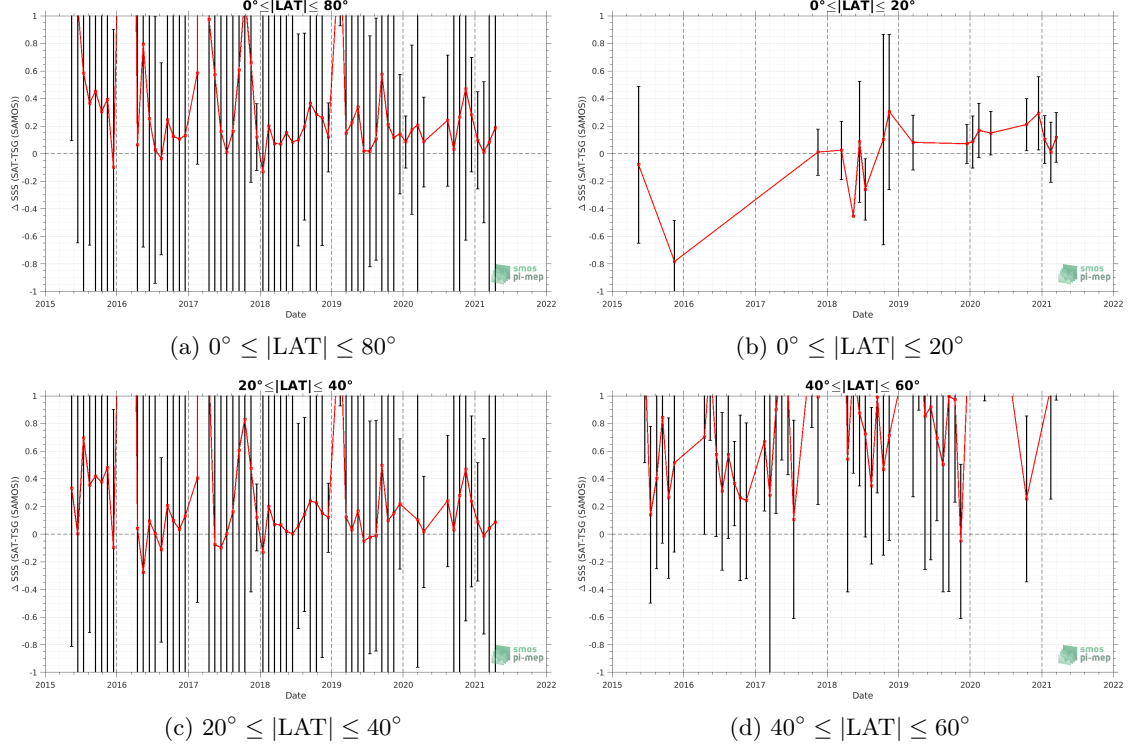 0°≤|LAT|≤ 80°
Δ SSS (SAT-TSG (SAMOS))
1
0.8
0.6
0.4
0.2
0
-0.2
-0.4
-0.6
-0.8
-1
2015 2016 2017 2018 2019 2020 2021 2022
Date
smos
pi-mep
(a) 0° ≤ |LAT| ≤ 80°
0°≤|LAT|≤ 20°
Δ SSS (SAT-TSG (SAMOS))
1
0.8
0.6
0.4
0.2
0
-0.2
-0.4
-0.6
-0.8
-1
2015 2016 2017 2018 2019 2020 2021 2022
Date
smos
pi-mep
(b) 0° ≤ |LAT| ≤ 20°
20°≤|LAT|≤ 40°
Δ SSS (SAT-TSG (SAMOS))
1
0.8
0.6
0.4
0.2
0
-0.2
-0.4
-0.6
-0.8
-1
2015 2016 2017 2018 2019 2020 2021 2022
Date
smos
pi-mep
(c) 20° ≤ |LAT| ≤ 40°
40°≤|LAT|≤ 60°
Δ SSS (SAT-TSG (SAMOS))
1
0.8
0.6
0.4
0.2
0
-0.2
-0.4
-0.6
-0.8
-1
2015 2016 2017 2018 2019 2020 2021 2022
Date
smos
pi-mep
(d) 40° ≤ |LAT| ≤ 60°